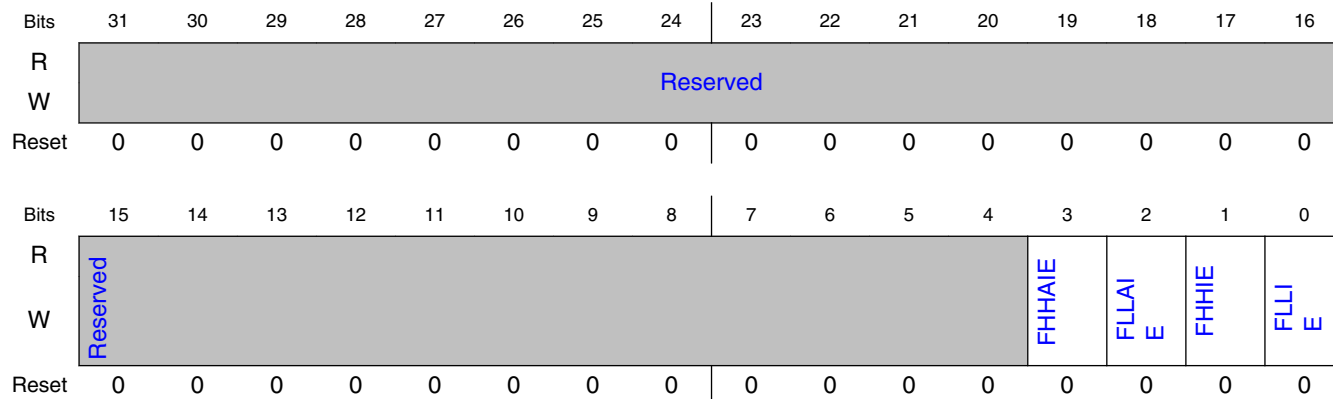 Bits 31 30 29 28 27 26 25 24 23 22 21 20 19 18 17 16
R
Reserved
W
Reset 0 0 0 0 0 0 0 0 0 0 0 0 0 0 0 0
Bits 15 14 13 12 11 10 9 8 7 6 5 4 3 2 1 0
R
W
Reserved
FHHAIE
FLLAI
E
FHHIE
FLLI
E
Reset 0 0 0 0 0 0 0 0 0 0 0 0 0 0 0 0